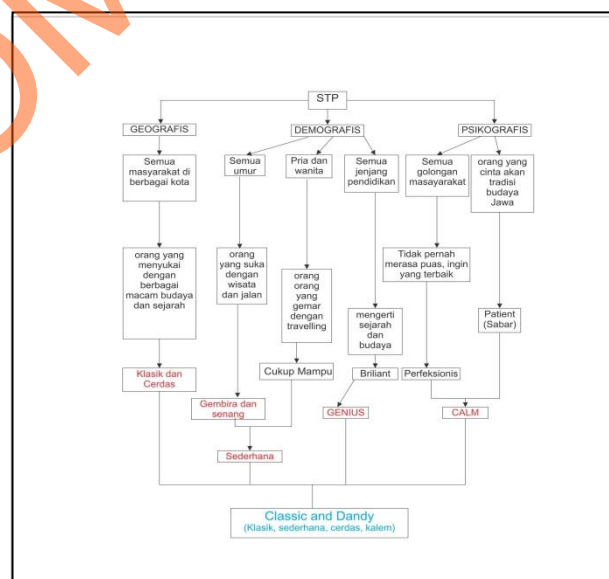 STP
GEOGRAFIS
DEMOGRAFIS
PSIKOGRAFIS
Semua
masyarakat di
berbagai kota
Semua
umur
Pria dan
wanita
Semua
jenjang
pendidikan
Semua
golongan
masayarakat
orang yang
cinta akan
tradisi
budaya
Jawa
orang yang
menyukai
dengan
berbagai
macam budaya
dan sejarah
orang
yang suka
dengan
wisata
dan jalan
orang
orang
yang
gemar
dengan
travelling
mengerti
sejarah
dan
budaya
Tidak pernah
merasa puas, ingin
yang terbaik
Patient
(Sabar)
Klasik dan
Cerdas
Cukup Mampu
Briliant
Perfeksionis
Gembira dan
senang
GENIUS
CALM
Sederhana
Classic and Dandy
(Klasik, sederhana, cerdas, kalem)